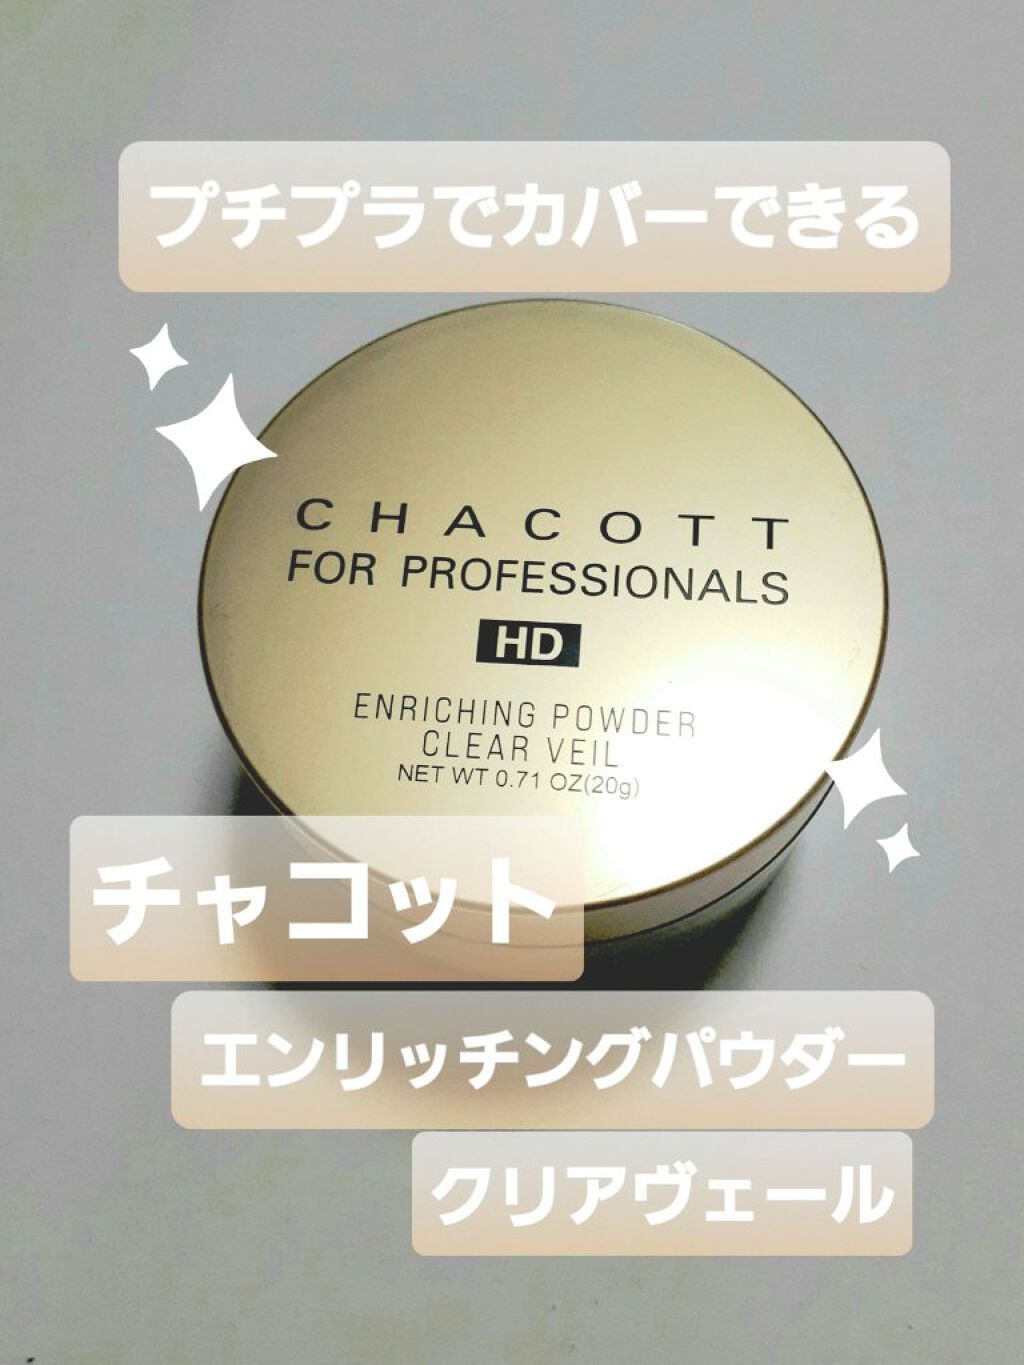 プチプラでカバーできる
CHACOTT
FOR PROFESSIONALS
HD
ENRICHING POWDER
CLEAR VEIL
NET WT 0.71 OZ(20g)
チャコット
エンリッチングパウダー
クリアヴェール